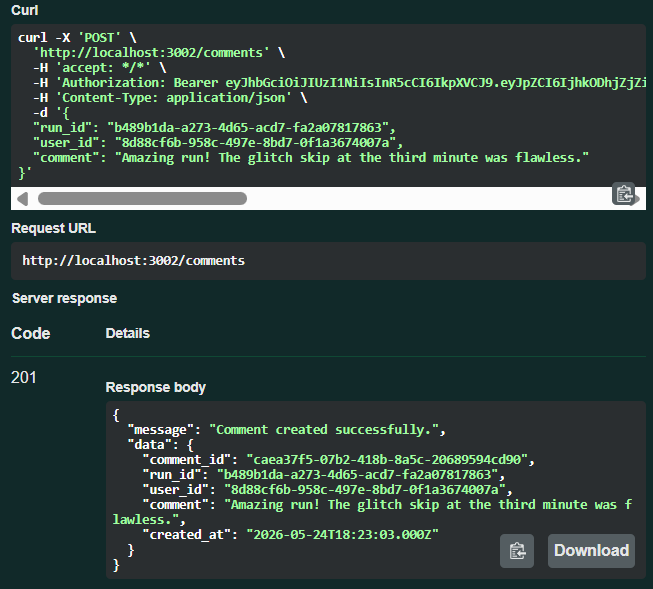 Curl
curl -X 'POST' \
  'http://localhost:3002/comments' \
  -H 'accept: */*' \
  -H 'Authorization: Bearer eyJhbGciOiJIUzI1NiIsInR5cCI6IkpXVCJ9.eyJpZCI6IjhkODhjZjZi
  -H 'Content-Type: application/json' \
  -d '{
  "run_id": "b489b1da-a273-4d65-acd7-fa2a07817863",
  "user_id": "8d88cf6b-958c-497e-8bd7-0f1a3674007a",
  "comment": "Amazing run! The glitch skip at the third minute was flawless."
}'
Request URL
http://localhost:3002/comments
Server response
Code Details
201
Response body
{
  "message": "Comment created successfully.",
  "data": {
    "comment_id": "caea37f5-07b2-418b-8a5c-20689594cd90",
    "run_id": "b489b1da-a273-4d65-acd7-fa2a07817863",
    "user_id": "8d88cf6b-958c-497e-8bd7-0f1a3674007a",
    "comment": "Amazing run! The glitch skip at the third minute was f
lawless.",
    "created_at": "2026-05-24T18:23:03.000Z"
  }
}
Download